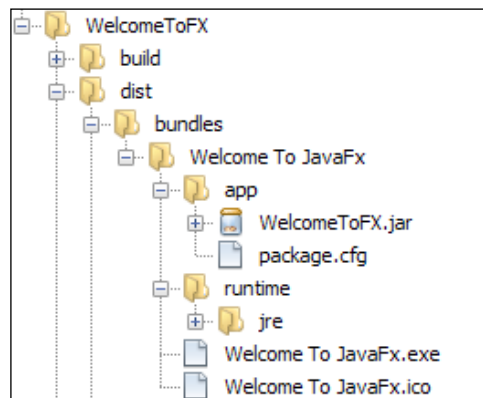 WelcomeToFX
build
dist
bundles
Welcome To JavaFx
app
WelcomeToFX.jar
package.cfg
runtime
jre
Welcome To JavaFx.exe
Welcome To JavaFx.ico